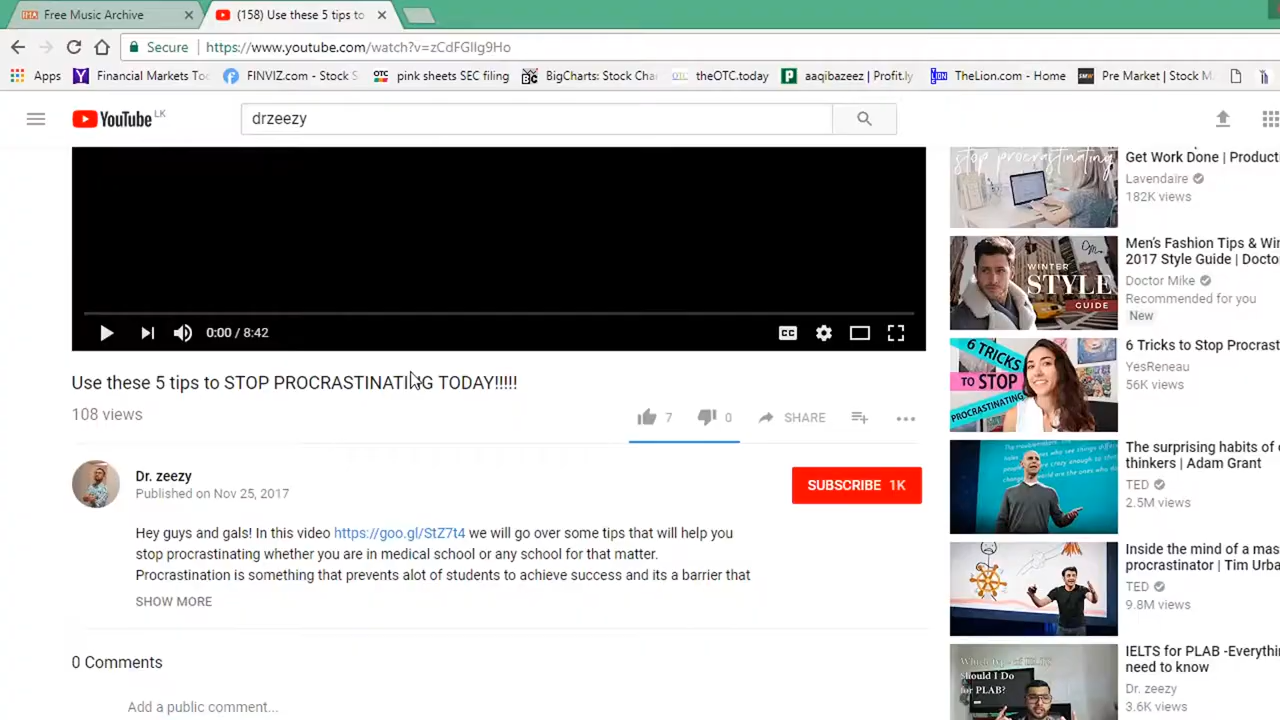 Free Music Archive
(158) Use these 5 tips to
Secure https://www.youtube.com/watch?v=zCdFGIlg9Ho
Apps Financial Markets To FINVIZ.com - Stock S pink sheets SEC filing BigCharts: Stock Cha theOTC.today aaqibazeez | Profit.ly TheLion.com - Home Pre Market | Stock M
YouTube LK
drzeezy
stop procrastinating
Get Work Done | Producti
Lavendaire
182K views
WINTER
STYLE
GUIDE
Men's Fashion Tips & Wi
2017 Style Guide | Docto
Doctor Mike
Recommended for you
New
0:00 / 8:42
CC
Use these 5 tips to STOP PROCRASTINATING TODAY!!!!!
108 views
7 0 SHARE
6 TRICKS
TO STOP
PROCRASTINATING
6 Tricks to Stop Procrast
YesReneau
56K views
Dr. zeezy
Published on Nov 25, 2017
SUBSCRIBE 1K
The surprising habits of
thinkers | Adam Grant
TED
2.5M views
Hey guys and gals! In this video https://goo.gl/StZ7t4 we will go over some tips that will help you
stop procrastinating whether you are in medical school or any school for that matter.
Procrastination is something that prevents alot of students to achieve success and its a barrier that
SHOW MORE
Inside the mind of a mas
procrastinator | Tim Urba
TED
9.8M views
0 Comments
Add a public comment...
Which type of IELTS
Should I Do
for PLAB?
IELTS for PLAB -Everythin
need to know
Dr. zeezy
3.6K views